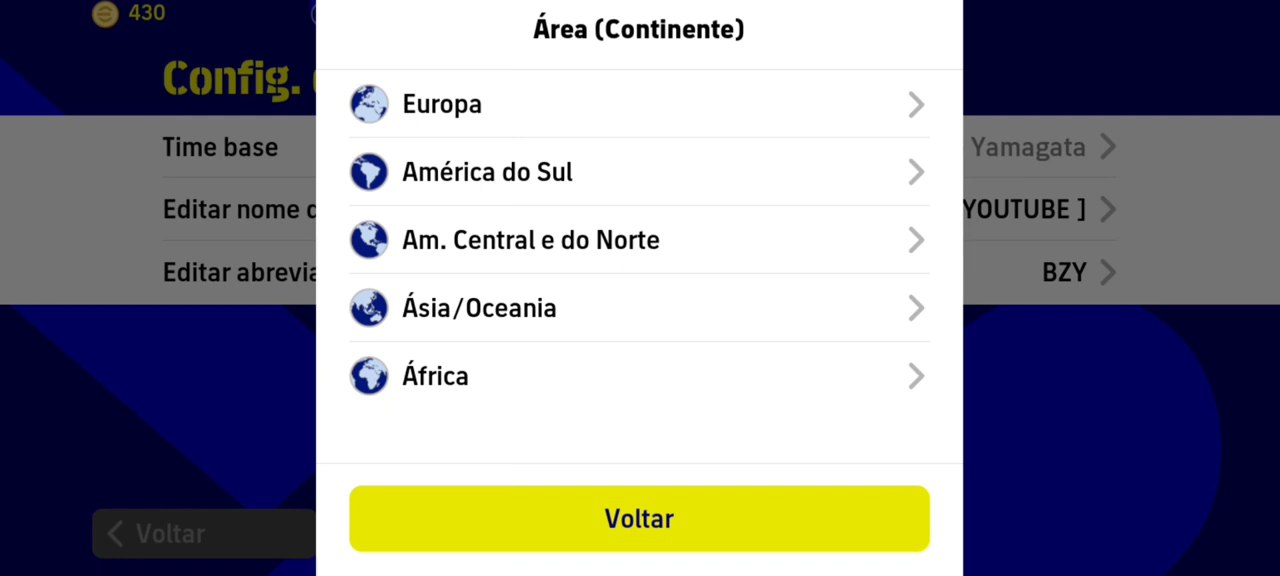 430
Área (Continente)
Config.
Europa
Time base
Yamagata
América do Sul
Editar nome
YOUTUBE ]
Am. Central e do Norte
Editar abrevia
BZY
Ásia/Oceania
África
Voltar
Voltar